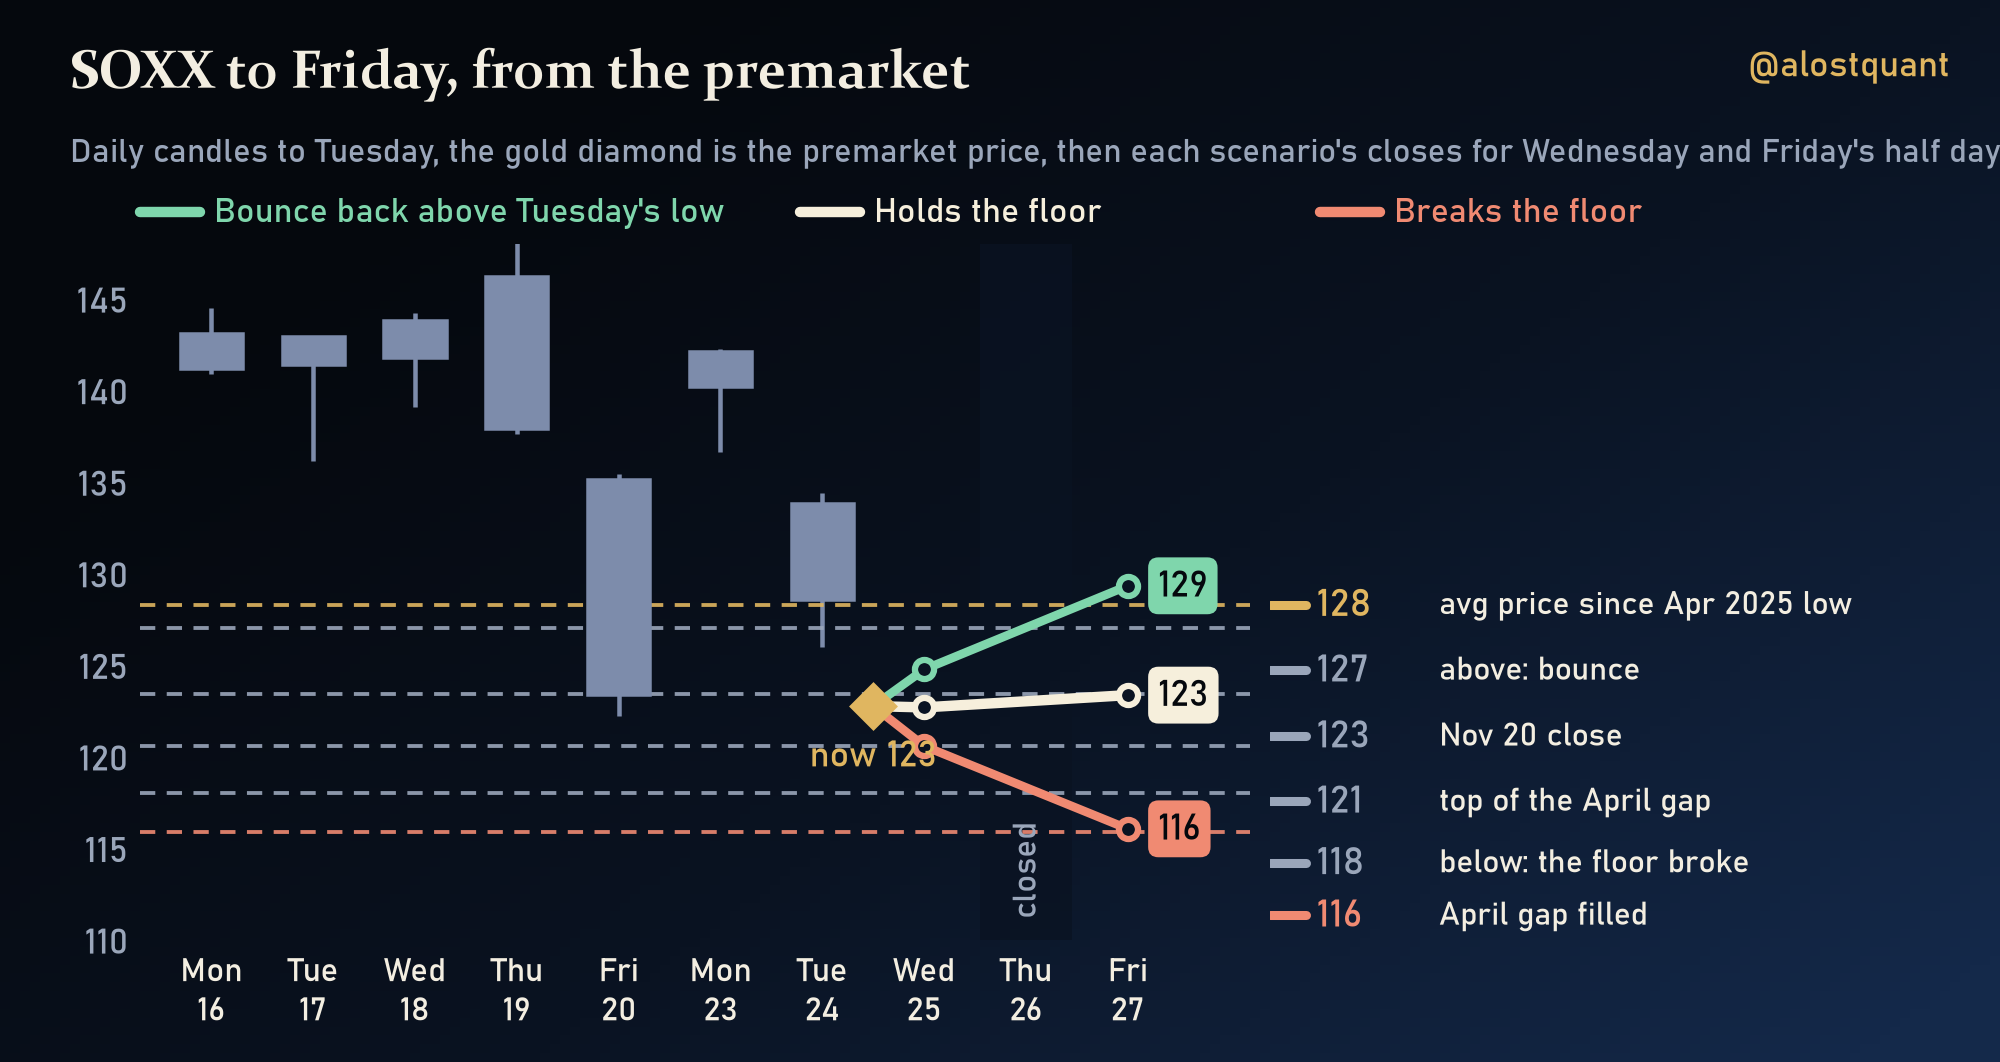 SOXX to Friday, from the premarket
@alostquant
Daily candles to Tuesday, the gold diamond is the premarket price, then each scenario's closes for Wednesday and Friday's half day
Bounce back above Tuesday's low
Holds the floor
Breaks the floor
145
140
135
130
125
120
115
110
129
123
116
now 123
closed
128 avg price since Apr 2025 low
127 above: bounce
123 Nov 20 close
121 top of the April gap
118 below: the floor broke
116 April gap filled
Mon Tue Wed Thu Fri Mon Tue Wed Thu Fri
16 17 18 19 20 23 24 25 26 27